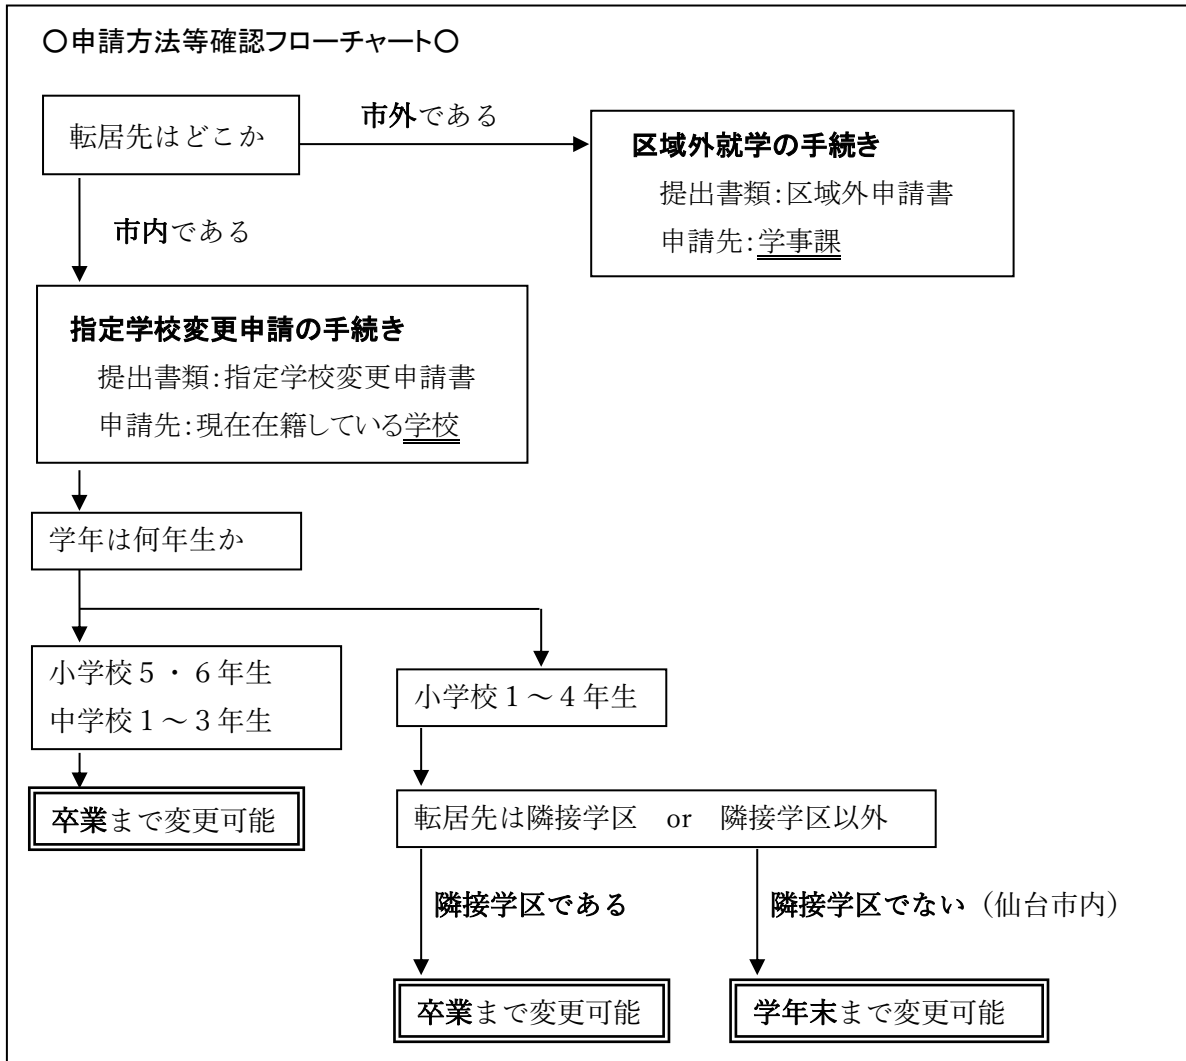 〇申請方法等確認フローチャート〇
転居先はどこか
市外である
区域外就学の手続き
提出書類:区域外申請書
申請先:学事課
市内である
指定学校変更申請の手続き
提出書類:指定学校変更申請書
申請先:現在在籍している学校
学年は何年生か
小学校5・6年生
中学校1～3年生
小学校1～4年生
卒業まで変更可能
転居先は隣接学区 or 隣接学区以外
隣接学区である
隣接学区でない(仙台市内)
卒業まで変更可能
学年末まで変更可能